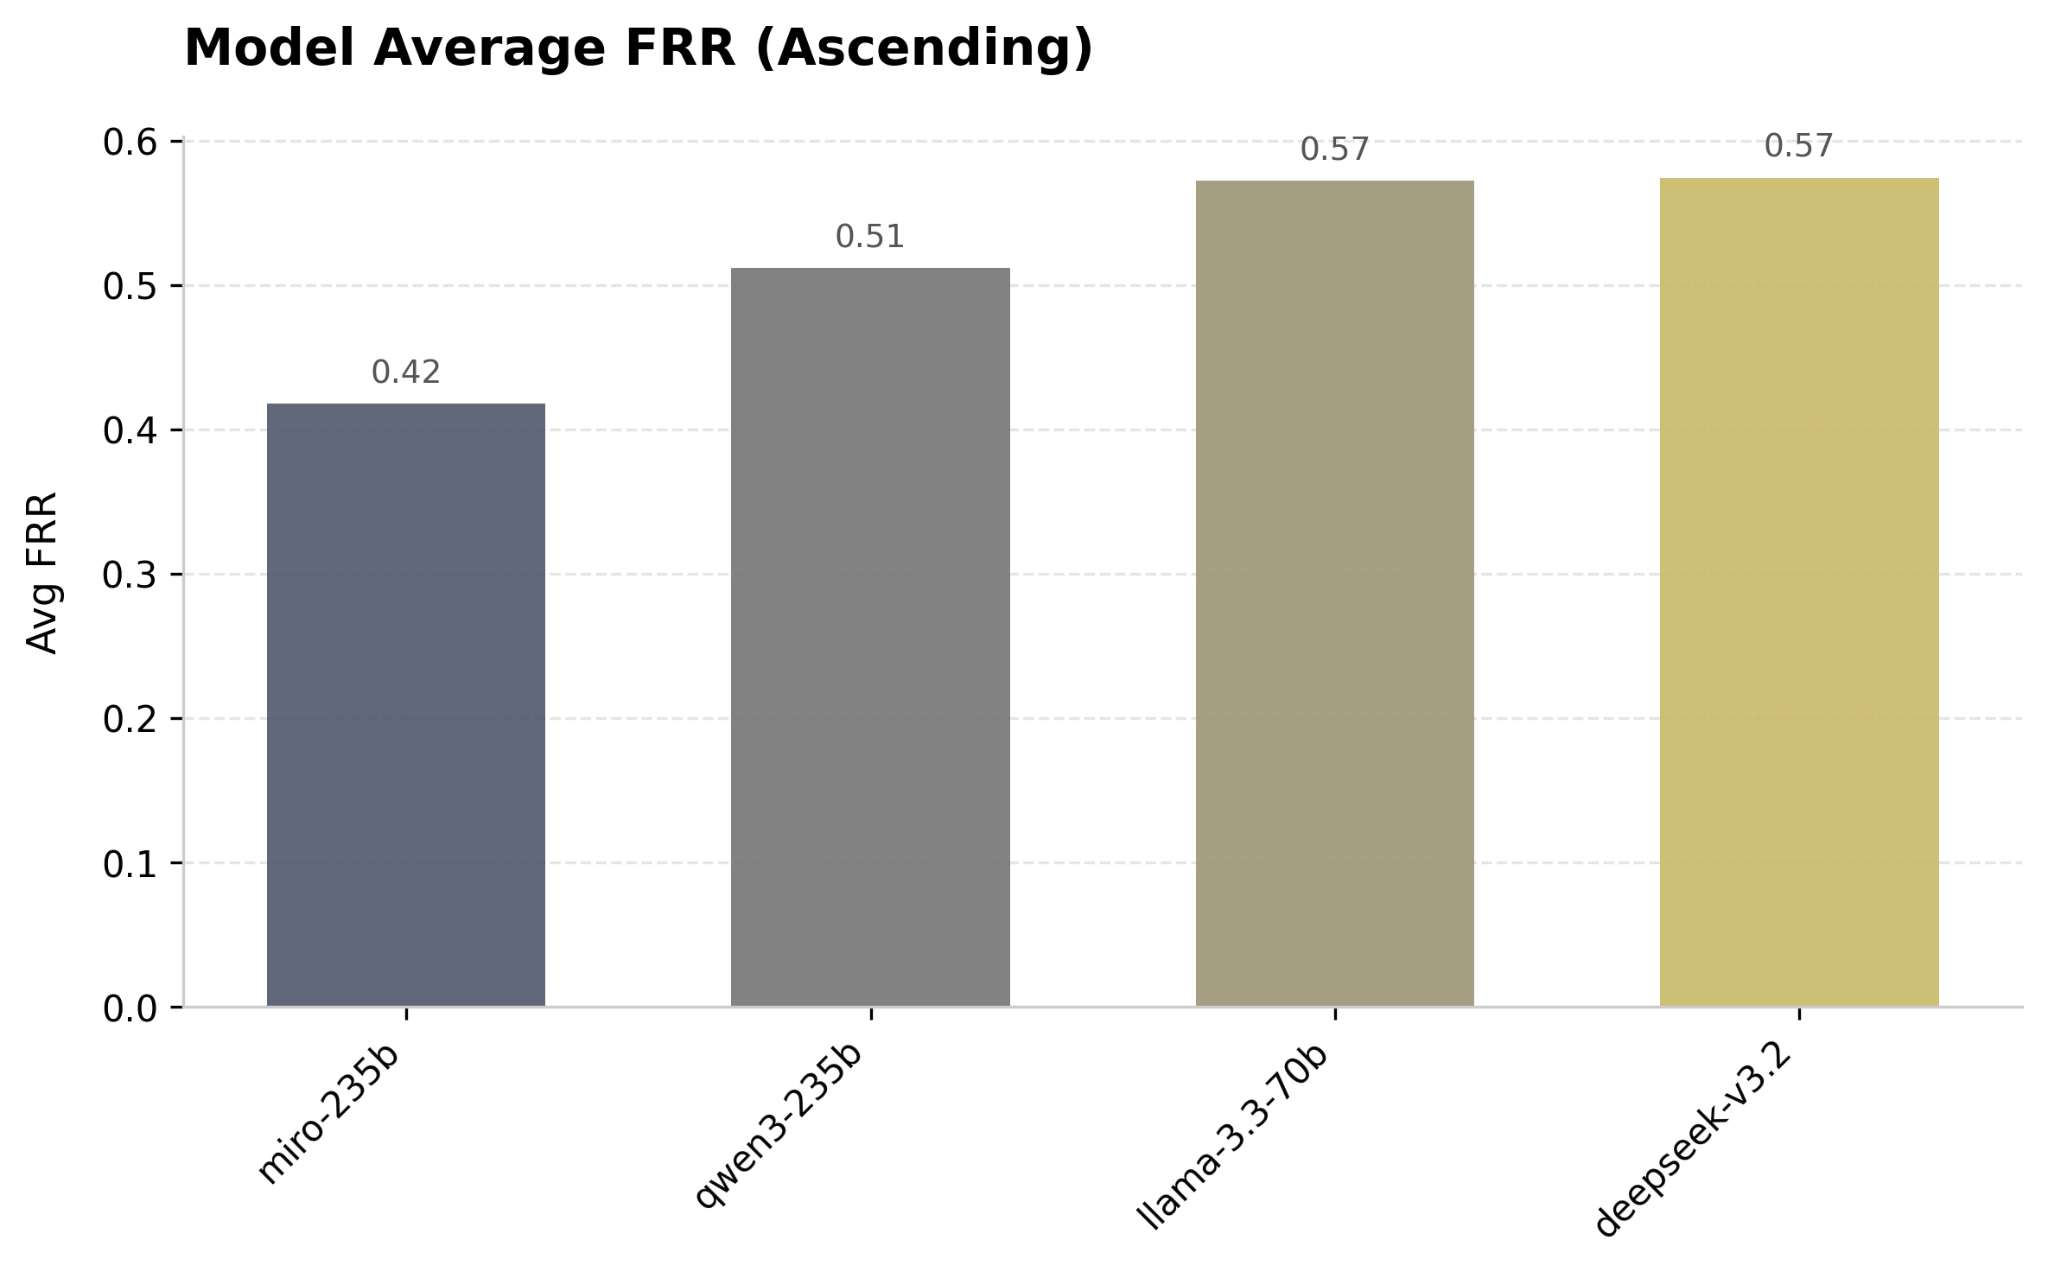 Model Average FRR (Ascending)
Avg FRR
0.6
0.5
0.4
0.3
0.2
0.1
0.0
0.42
0.51
0.57
0.57
miro-235b
qwen3-235b
llama-3.3-70b
deepseek-v3.2